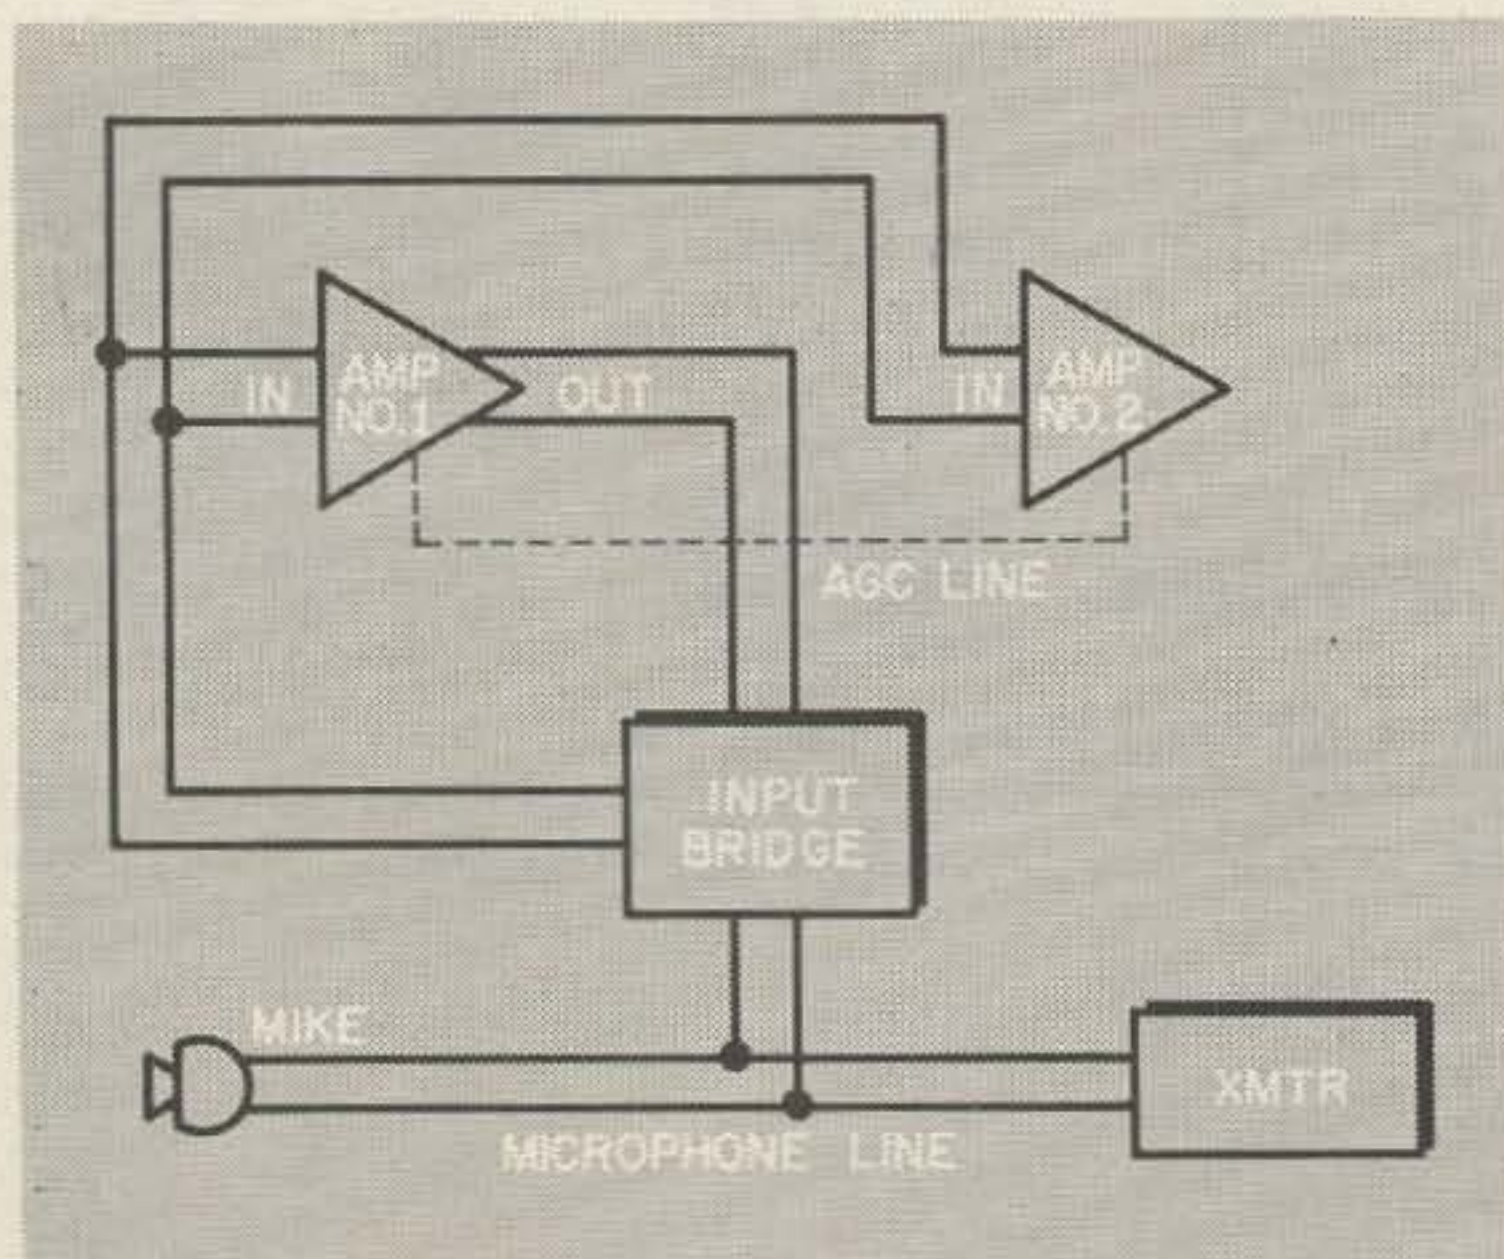 IN
AMP
NO.1
OUT
IN
AMP
NO.2
AGC LINE
INPUT
BRIDGE
MIKE
XMTR
MICROPHONE LINE